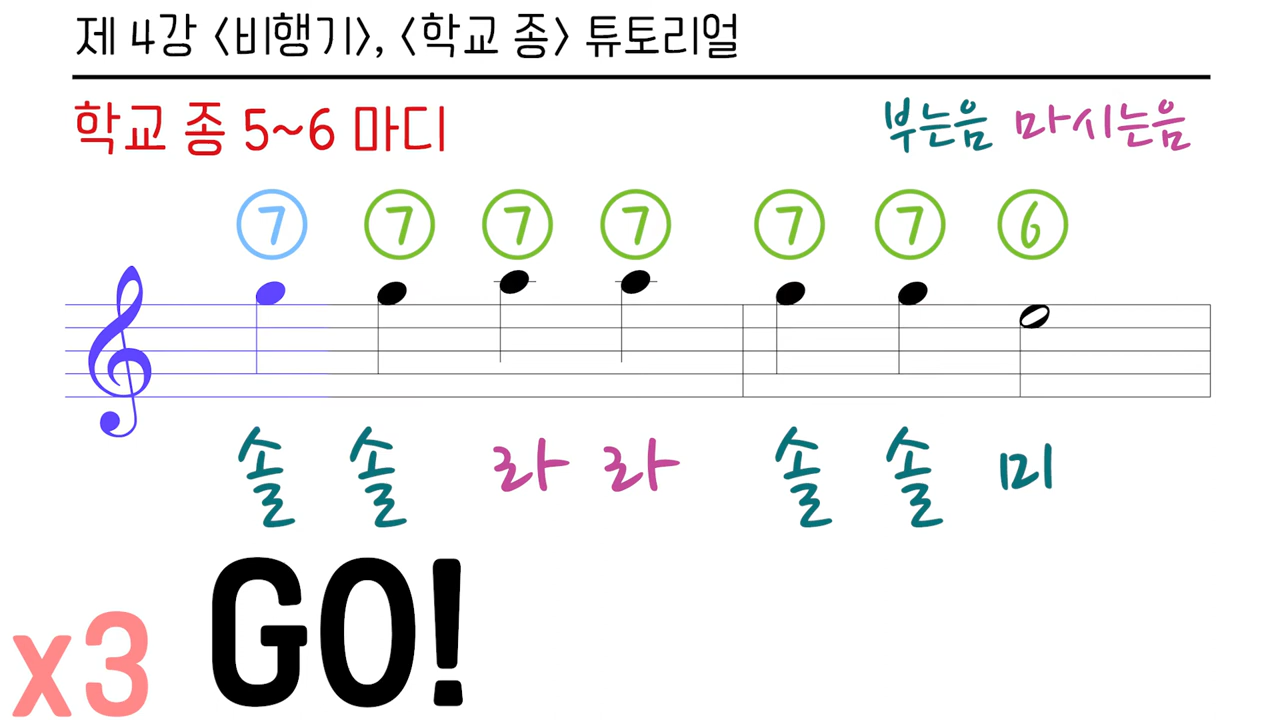 제 4강 <비행기>, <학교 종> 튜토리얼
학교 종 5~6 마디
부는음 마시는음
7 7 7 7 7 7 6
솔 솔 라 라 솔 솔 미
x3 GO!